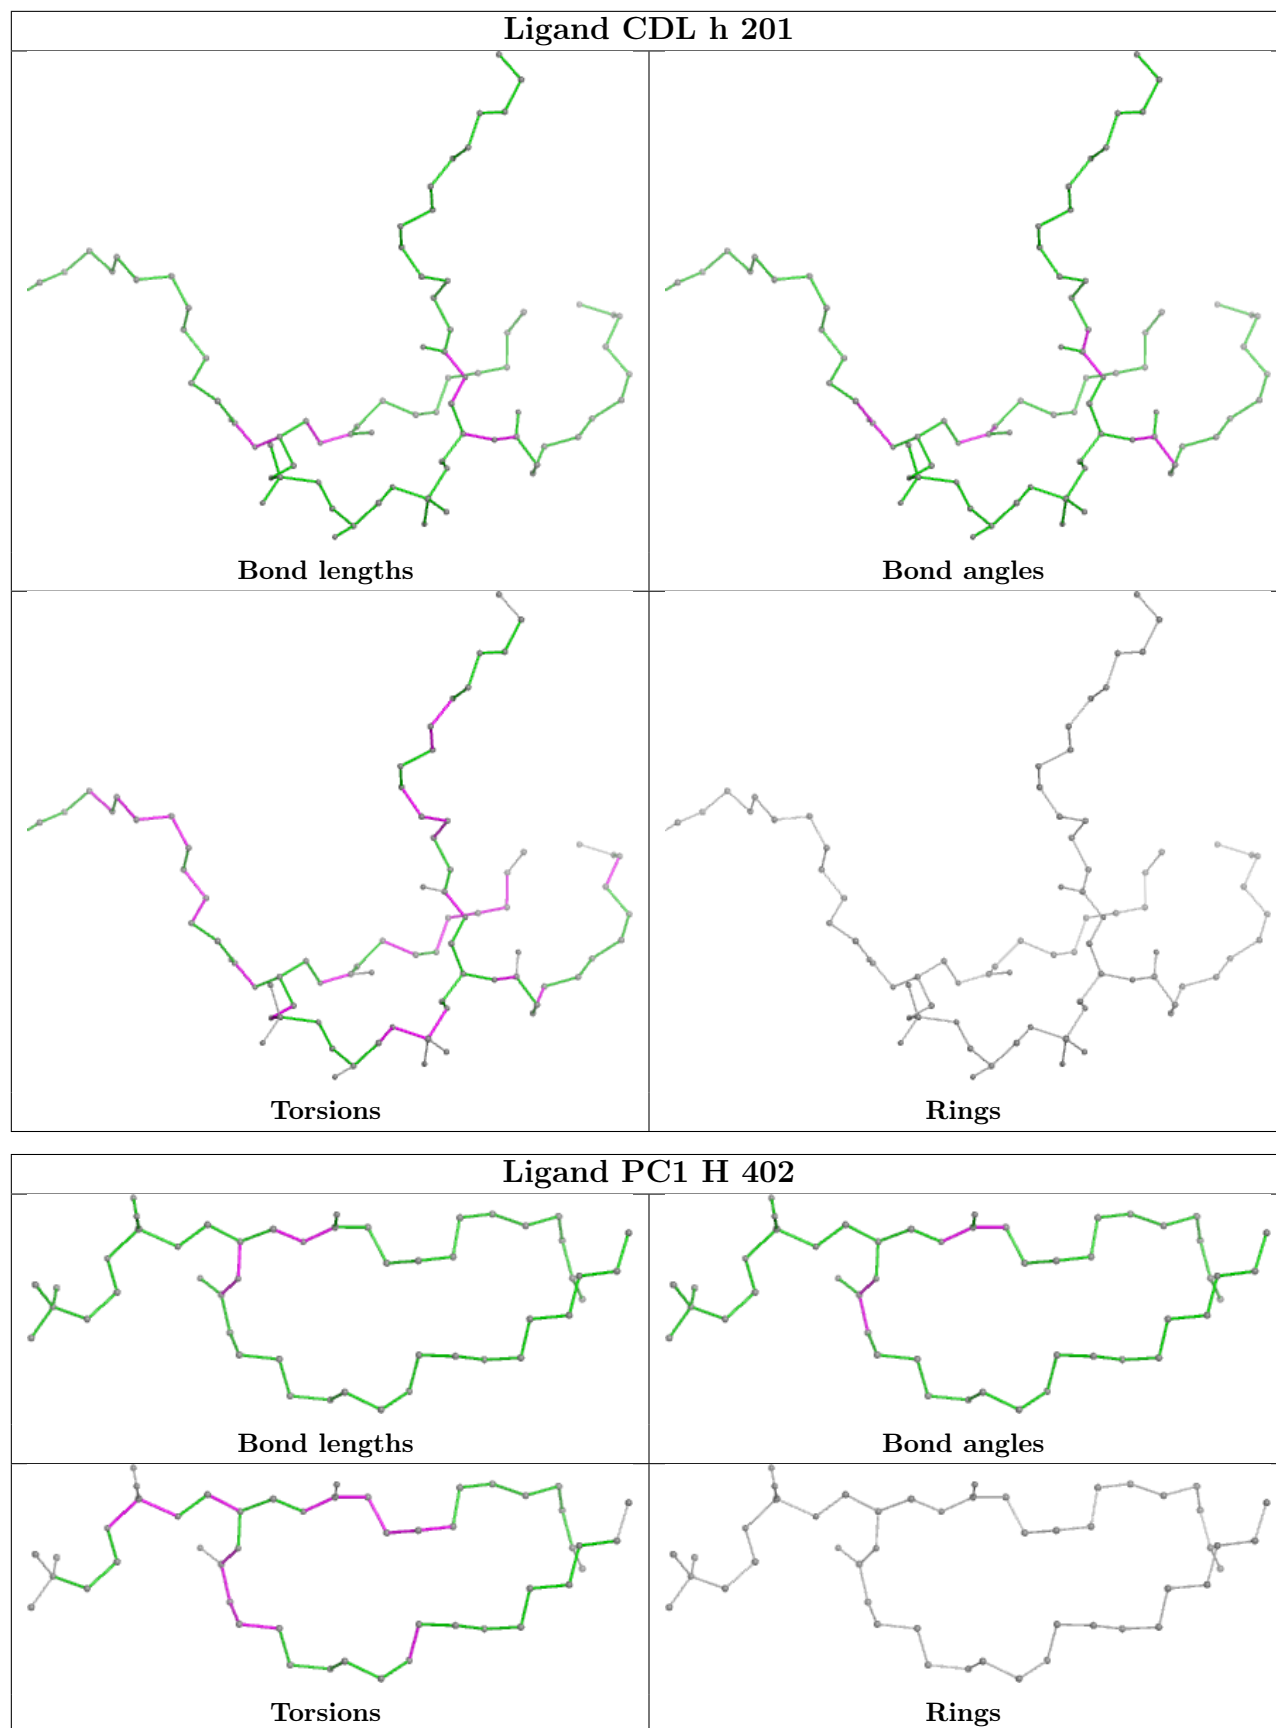 Ligand CDL h 201
Bond lengths
Bond angles
Torsions
Rings
Ligand PC1 H 402
Bond lengths
Bond angles
Torsions
Rings